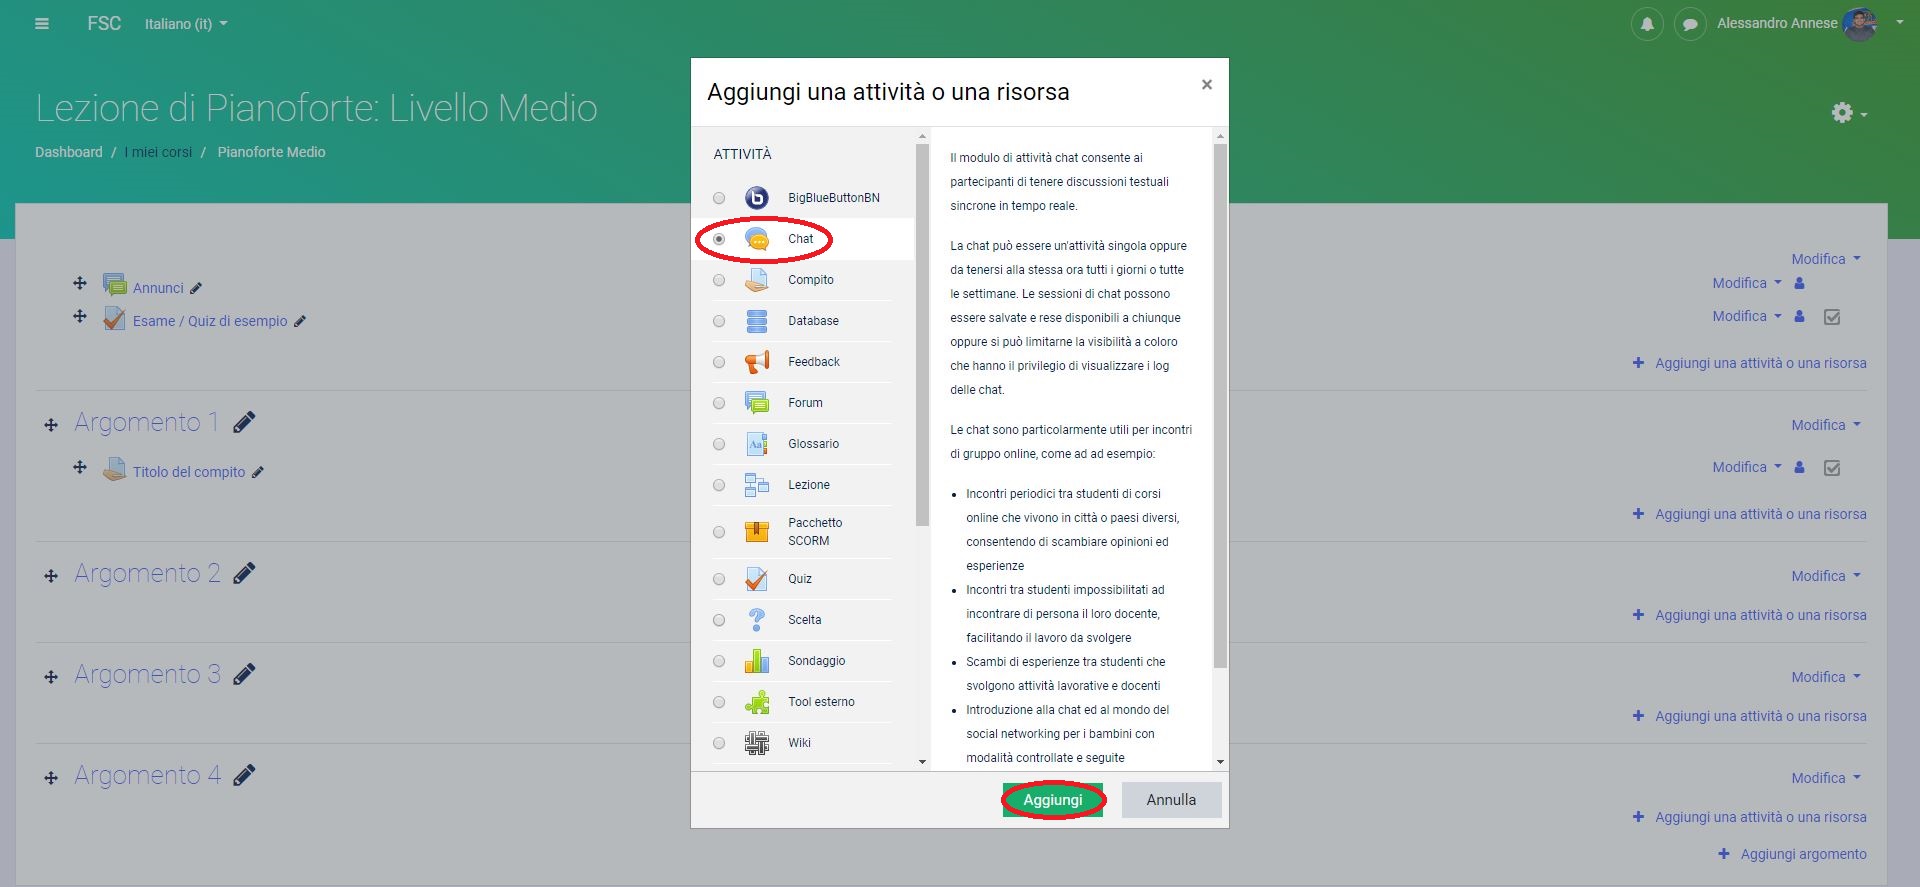 FSC
Italiano (it)
Alessandro Annese
Lezione di Pianoforte: Livello Medio
Dashboard / I miei corsi / Pianoforte Medio
Modifica
Annunci
Modifica
Esame / Quiz di esempio
Modifica
+ Aggiungi una attività o una risorsa
Argomento 1
Modifica
Titolo del compito
Modifica
+ Aggiungi una attività o una risorsa
Argomento 2
Modifica
+ Aggiungi una attività o una risorsa
Argomento 3
Modifica
+ Aggiungi una attività o una risorsa
Argomento 4
Modifica
+ Aggiungi una attività o una risorsa
+ Aggiungi argomento
Aggiungi una attività o una risorsa
×
ATTIVITÀ
BigBlueButtonBN
Chat
Compito
Database
Feedback
Forum
Glossario
Lezione
Pacchetto
SCORM
Quiz
Scelta
Sondaggio
Tool esterno
Wiki
Il modulo di attività chat consente ai
partecipanti di tenere discussioni testuali
sincrone in tempo reale.
La chat può essere un'attività singola oppure
da tenersi alla stessa ora tutti i giorni o tutte
le settimane. Le sessioni di chat possono
essere salvate e rese disponibili a chiunque
oppure si può limitarne la visibilità a coloro
che hanno il privilegio di visualizzare i log
delle chat.
Le chat sono particolarmente utili per incontri
di gruppo online, come ad ad esempio:
• Incontri periodici tra studenti di corsi
online che vivono in città o paesi diversi,
consentendo di scambiare opinioni ed
esperienze
• Incontri tra studenti impossibilitati ad
incontrare di persona il loro docente,
facilitando il lavoro da svolgere
• Scambi di esperienze tra studenti che
svolgono attività lavorative e docenti
• Introduzione alla chat ed al mondo del
social networking per i bambini con
modalità controllate e seguite
Aggiungi
Annulla